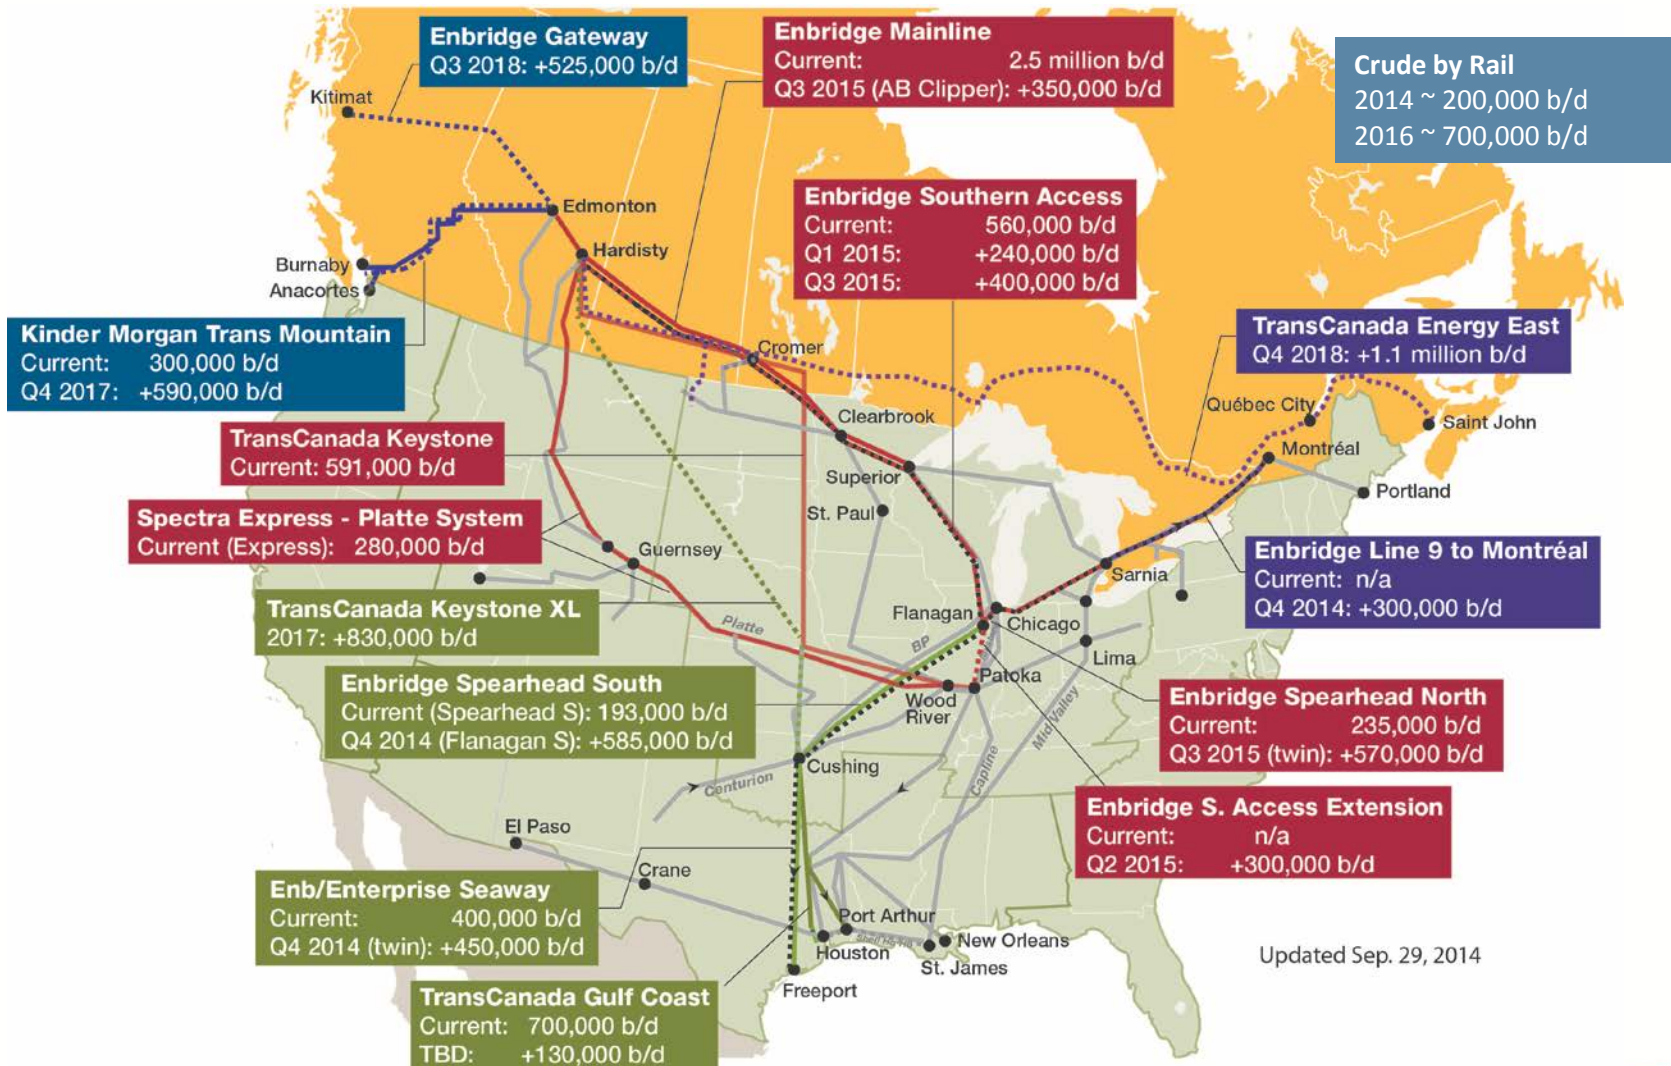 Enbridge Gateway
Q3 2018: +525,000 b/d
Enbridge Mainline
Current: 2.5 million b/d
Q3 2015 (AB Clipper): +350,000 b/d
Crude by Rail
2014 ~ 200,000 b/d
2016 ~ 700,000 b/d
Kitimat
Edmonton
Enbridge Southern Access
Current: 560,000 b/d
Q1 2015: +240,000 b/d
Q3 2015: +400,000 b/d
Hardisty
Burnaby
Anacortes
Kinder Morgan Trans Mountain
Current: 300,000 b/d
Q4 2017: +590,000 b/d
Cromer
TransCanada Energy East
Q4 2018: +1.1 million b/d
Québec City
Saint John
Montréal
Portland
Clearbrook
Superior
St. Paul
TransCanada Keystone
Current: 591,000 b/d
Spectra Express - Platte System
Current (Express): 280,000 b/d
Guernsey
Sarnia
Enbridge Line 9 to Montréal
Current: n/a
Q4 2014: +300,000 b/d
TransCanada Keystone XL
2017: +830,000 b/d
Platte
BP
Flanagan
Chicago
Lima
Patoka
Wood
River
Mid Valley
Enbridge Spearhead South
Current (Spearhead S): 193,000 b/d
Q4 2014 (Flanagan S): +585,000 b/d
Enbridge Spearhead North
Current: 235,000 b/d
Q3 2015 (twin): +570,000 b/d
Cushing
Centurion
Capline
Enbridge S. Access Extension
Current: n/a
Q2 2015: +300,000 b/d
El Paso
Crane
Enb/Enterprise Seaway
Current: 400,000 b/d
Q4 2014 (twin): +450,000 b/d
Port Arthur
Houston
New Orleans
St. James
Freeport
Updated Sep. 29, 2014
TransCanada Gulf Coast
Current: 700,000 b/d
TBD: +130,000 b/d